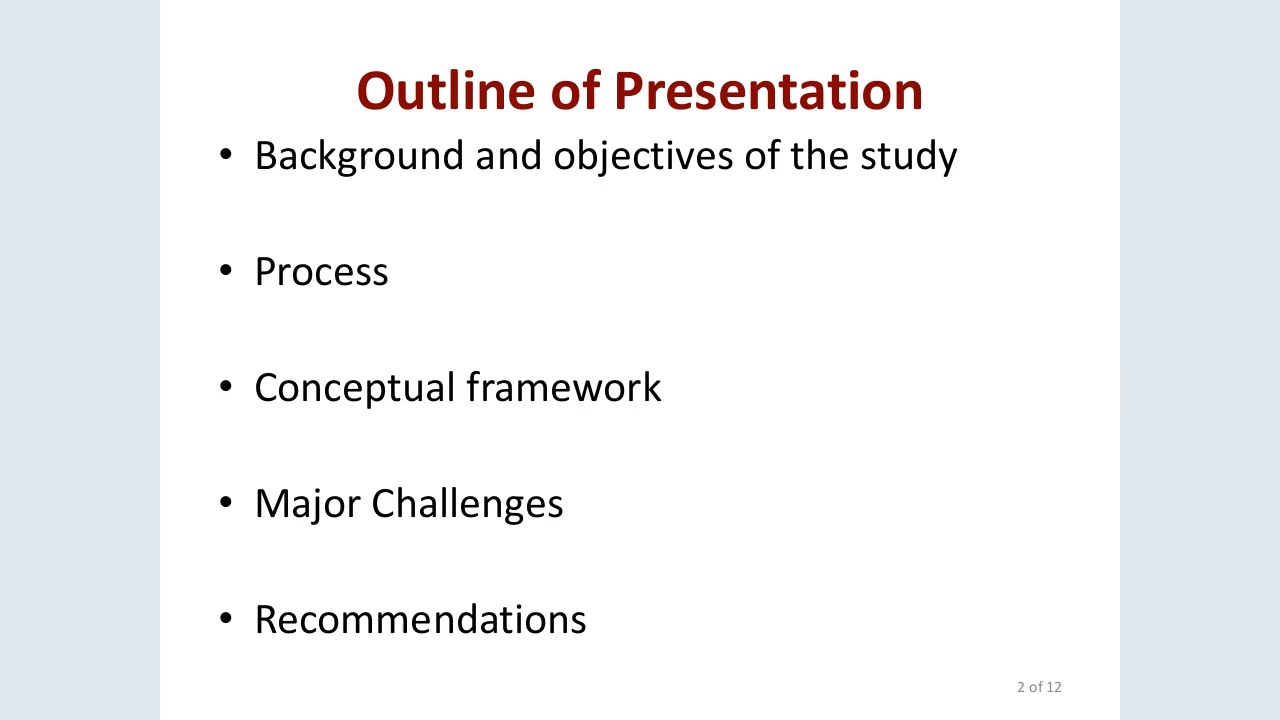 Outline of Presentation
• Background and objectives of the study
• Process
• Conceptual framework
• Major Challenges
• Recommendations
2 of 12